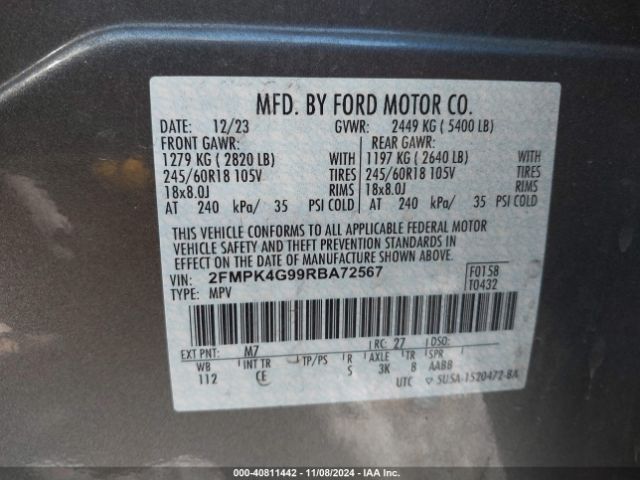 MFD. BY FORD MOTOR CO.
DATE: 12/23 GVWR: 2449 KG ( 5400 LB)
FRONT GAWR: REAR GAWR:
1279 KG ( 2820 LB) WITH 1197 KG ( 2640 LB) WITH
245/60R18 105V TIRES 245/60R18 105V TIRES
18x8.0J RIMS 18x8.0J RIMS
AT 240 kPa/ 35 PSI COLD AT 240 kPa/ 35 PSI COLD
THIS VEHICLE CONFORMS TO ALL APPLICABLE FEDERAL MOTOR
VEHICLE SAFETY AND THEFT PREVENTION STANDARDS IN
EFFECT ON THE DATE OF MANUFACTURE SHOWN ABOVE.
VIN: 2FMPK4G99RBA72567 F0158
TYPE: MPV T0432
EXT PNT: M7 RC: 27 DSO:
WB INT TR TP/PS R AXLE TR SPR
112 CE S 3K 8 AABB
UTC 5USA-1520472-BA
000-40811442 | 11/08/2024 - IAA Inc.